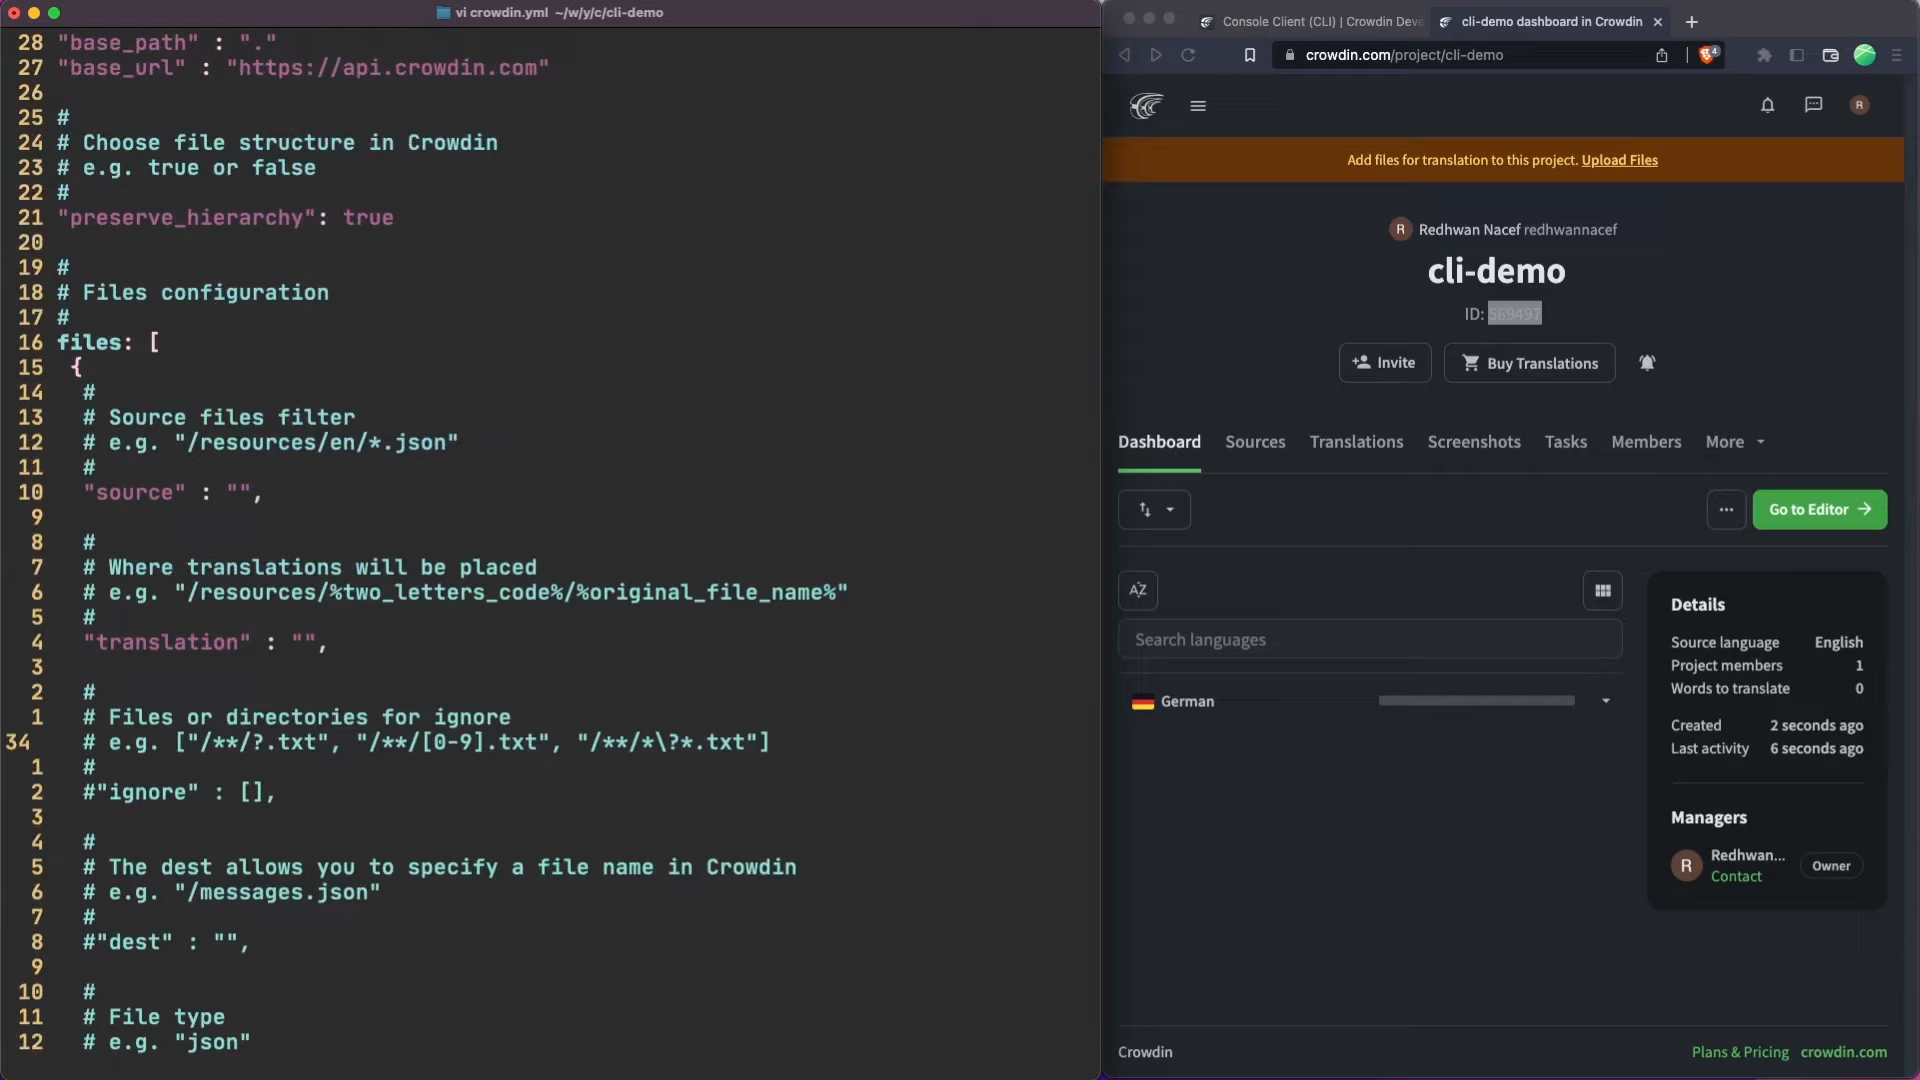 vi crowdin.yml ~/w/y/c/cli-demo
28 "base_path" : "."
27 "base_url" : "https://api.crowdin.com"
26
25 #
24 # Choose file structure in Crowdin
23 # e.g. true or false
22 #
21 "preserve_hierarchy": true
20
19 #
18 # Files configuration
17 #
16 files: [
15 {
14 #
13 # Source files filter
12 # e.g. "/resources/en/*.json"
11 #
10 "source" : "",
9
8 #
7 # Where translations will be placed
6 # e.g. "/resources/%two_letters_code%/%original_file_name%"
5 #
4 "translation" : "",
3
2 #
1 # Files or directories for ignore
34 # e.g. ["/**/?.txt", "/**/[0-9].txt", "/**/*\?*.txt"]
1 #
2 #"ignore" : [],
3
4 #
5 # The dest allows you to specify a file name in Crowdin
6 # e.g. "/messages.json"
7 #
8 #"dest" : "",
9
10 #
11 # File type
12 # e.g. "json"
Console Client (CLI) | Crowdin Deve
cli-demo dashboard in Crowdin
crowdin.com/project/cli-demo
4
R
Add files for translation to this project. Upload Files
R Redhwan Nacef redhwannacef
cli-demo
ID: 569497
Invite
Buy Translations
Dashboard Sources Translations Screenshots Tasks Members More
Go to Editor
AZ
Search languages
German
Details
Source language English
Project members 1
Words to translate 0
Created 2 seconds ago
Last activity 6 seconds ago
Managers
R Redhwan... Owner
Contact
Crowdin
Plans & Pricing crowdin.com